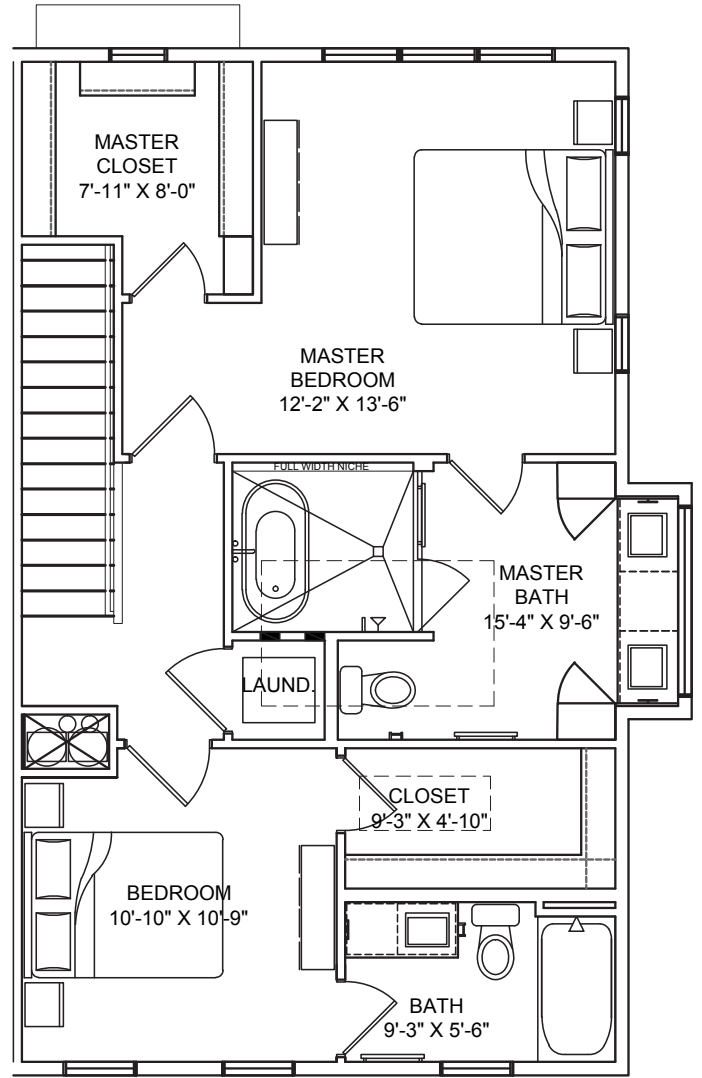 MASTER
CLOSET
7'-11" X 8'-0"
MASTER
BEDROOM
12'-2" X 13'-6"
FULL WIDTH NICHE
MASTER
BATH
15'-4" X 9'-6"
LAUND.
CLOSET
9'-3" X 4'-10"
BEDROOM
10'-10" X 10'-9"
BATH
9'-3" X 5'-6"